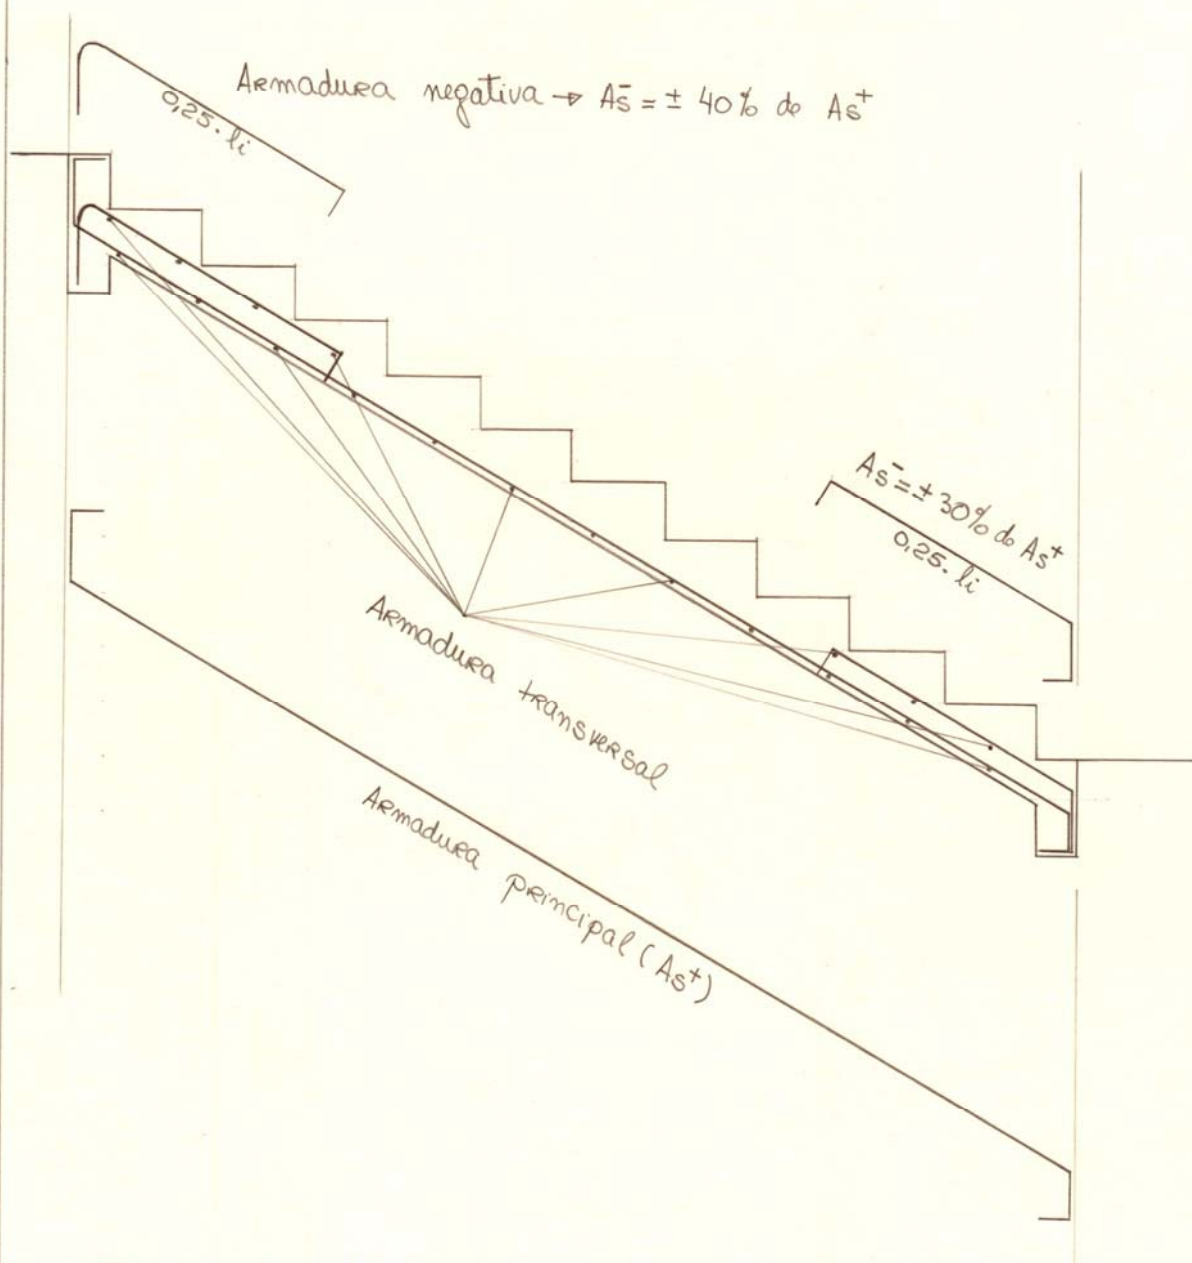 Armadura negativa → As⁻ = ± 40% de As⁺
0,25. li
As⁻ = ± 30% de As⁺
0,25. li
Armadura transversal
Armadura principal (As⁺)